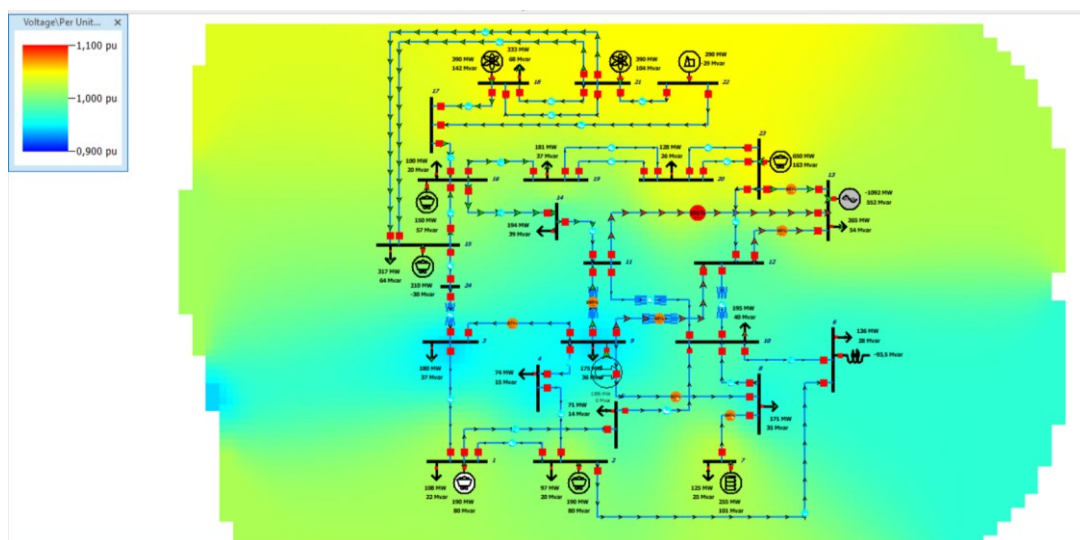 Voltage\Per Unit... ×
1,100 pu
1,000 pu
0,900 pu
333 MW
68 Mvar
390 MW
142 Mvar
18
390 MW
104 Mvar
21
390 MW
-39 Mvar
22
17
100 MW
20 Mvar
16
150 MW
57 Mvar
181 MW
37 Mvar
19
128 MW
26 Mvar
20
23
660 MW
163 Mvar
13
-1092 MW
552 Mvar
265 MW
54 Mvar
14
194 MW
39 Mvar
15
317 MW
64 Mvar
210 MW
-30 Mvar
24
11
12
3
180 MW
37 Mvar
9
175 MW
36 Mvar
195 MW
40 Mvar
10
6
136 MW
28 Mvar
-93,5 Mvar
4
74 MW
15 Mvar
71 MW
14 Mvar
8
171 MW
35 Mvar
1
108 MW
22 Mvar
190 MW
80 Mvar
2
97 MW
20 Mvar
190 MW
80 Mvar
7
125 MW
25 Mvar
255 MW
101 Mvar